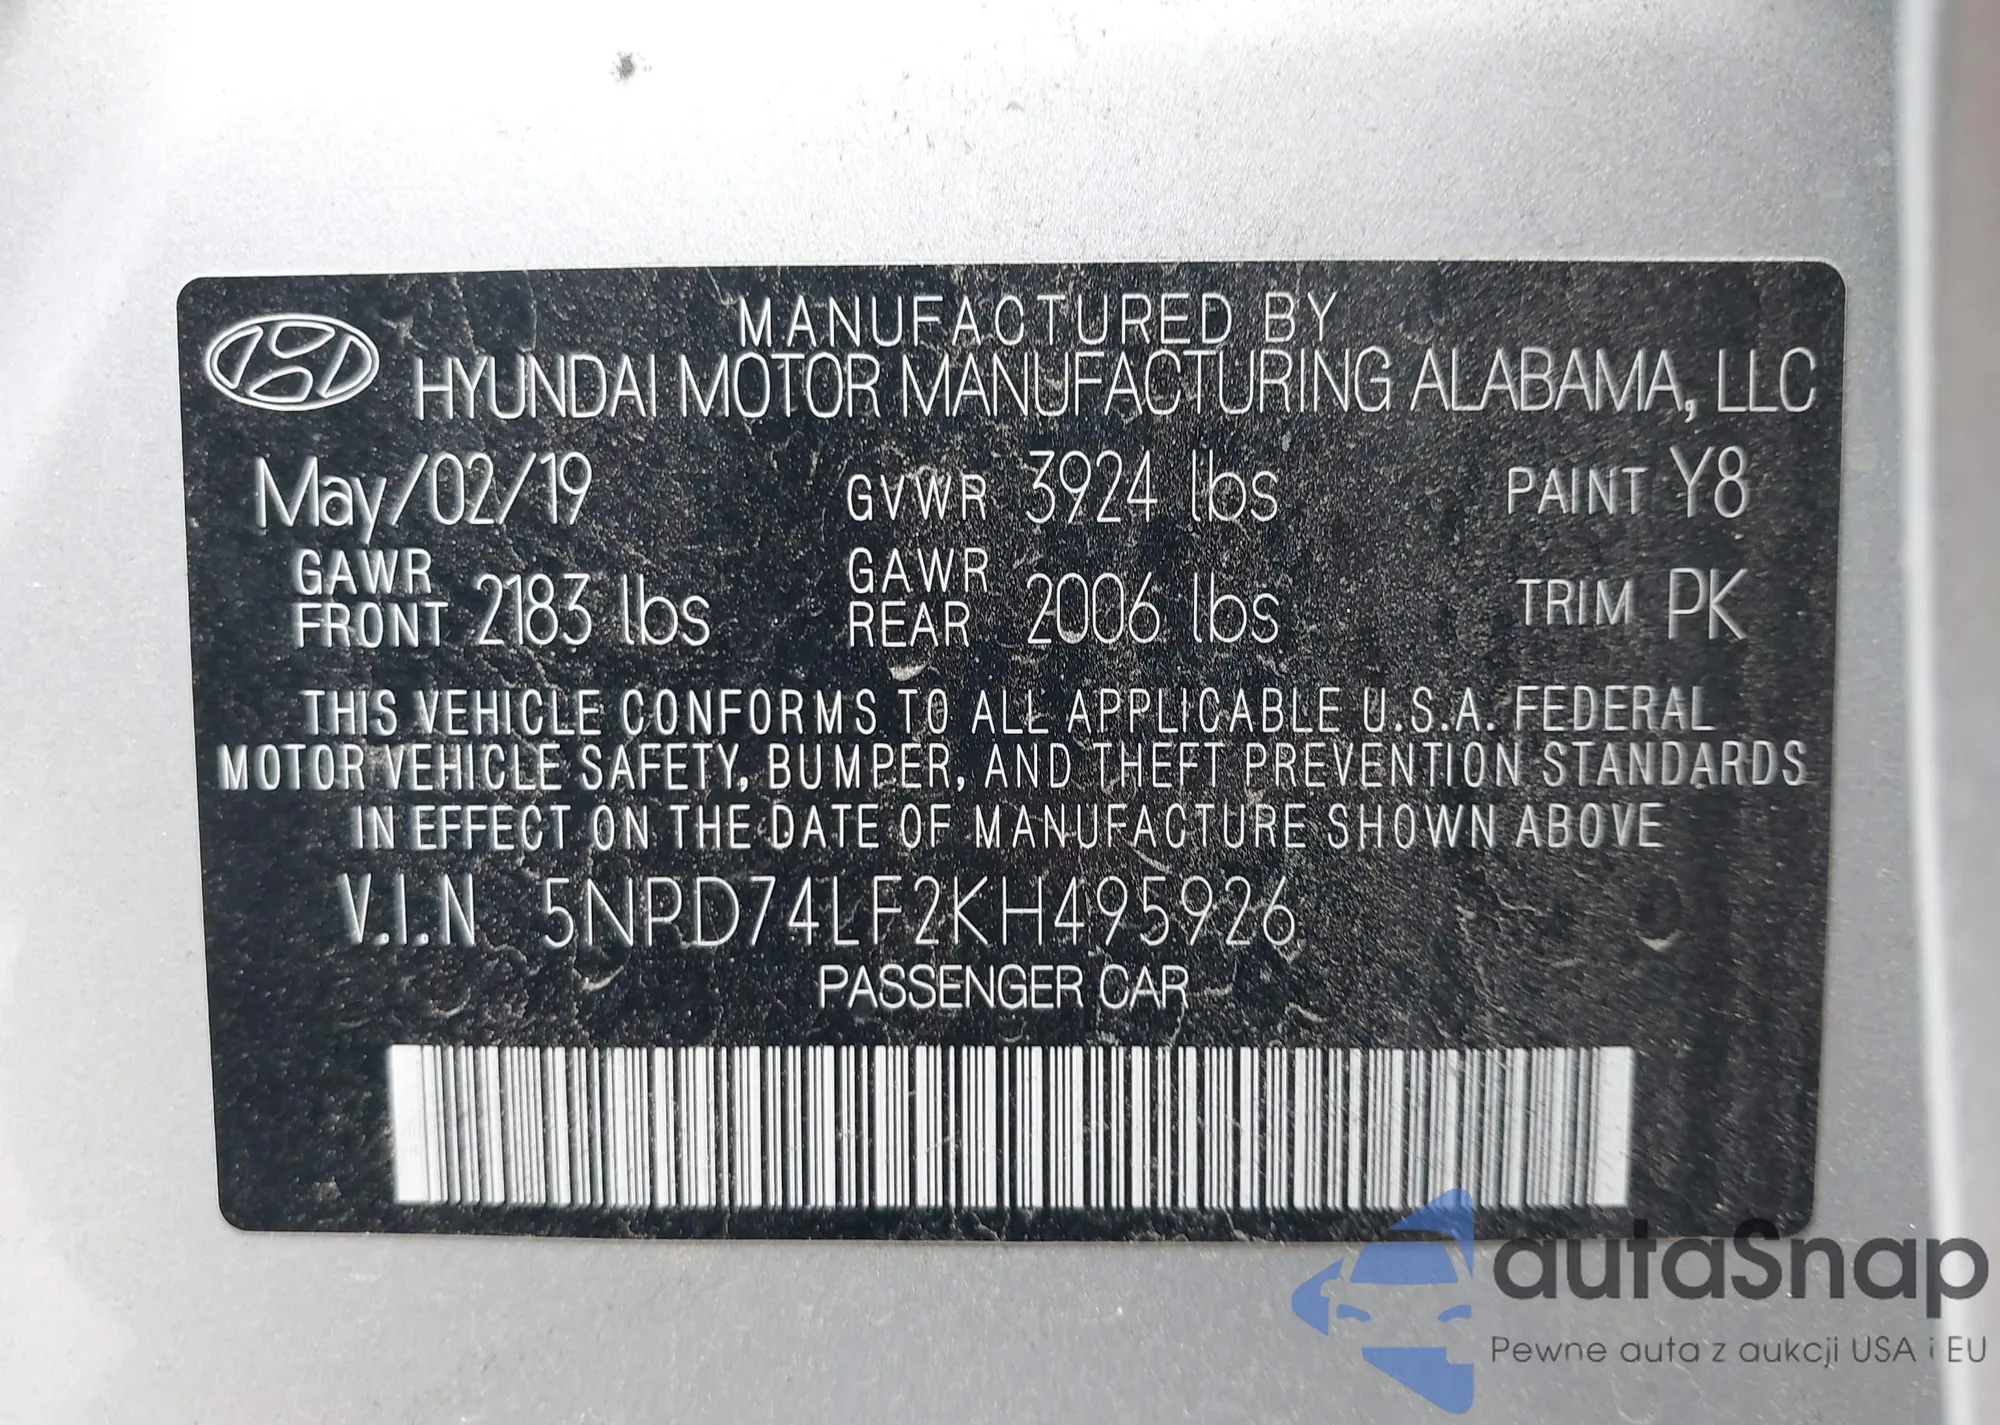 MANUFACTURED BY
HYUNDAI MOTOR MANUFACTURING ALABAMA, LLC
May/02/19 GVWR 3924 lbs PAINT Y8
GAWR FRONT 2183 lbs GAWR REAR 2006 lbs TRIM PK
THIS VEHICLE CONFORMS TO ALL APPLICABLE U.S.A. FEDERAL
MOTOR VEHICLE SAFETY, BUMPER, AND THEFT PREVENTION STANDARDS
IN EFFECT ON THE DATE OF MANUFACTURE SHOWN ABOVE
V.I.N 5NPD74LF2KH495926
PASSENGER CAR
autaSnap
Pewne auta z aukcji USA i EU